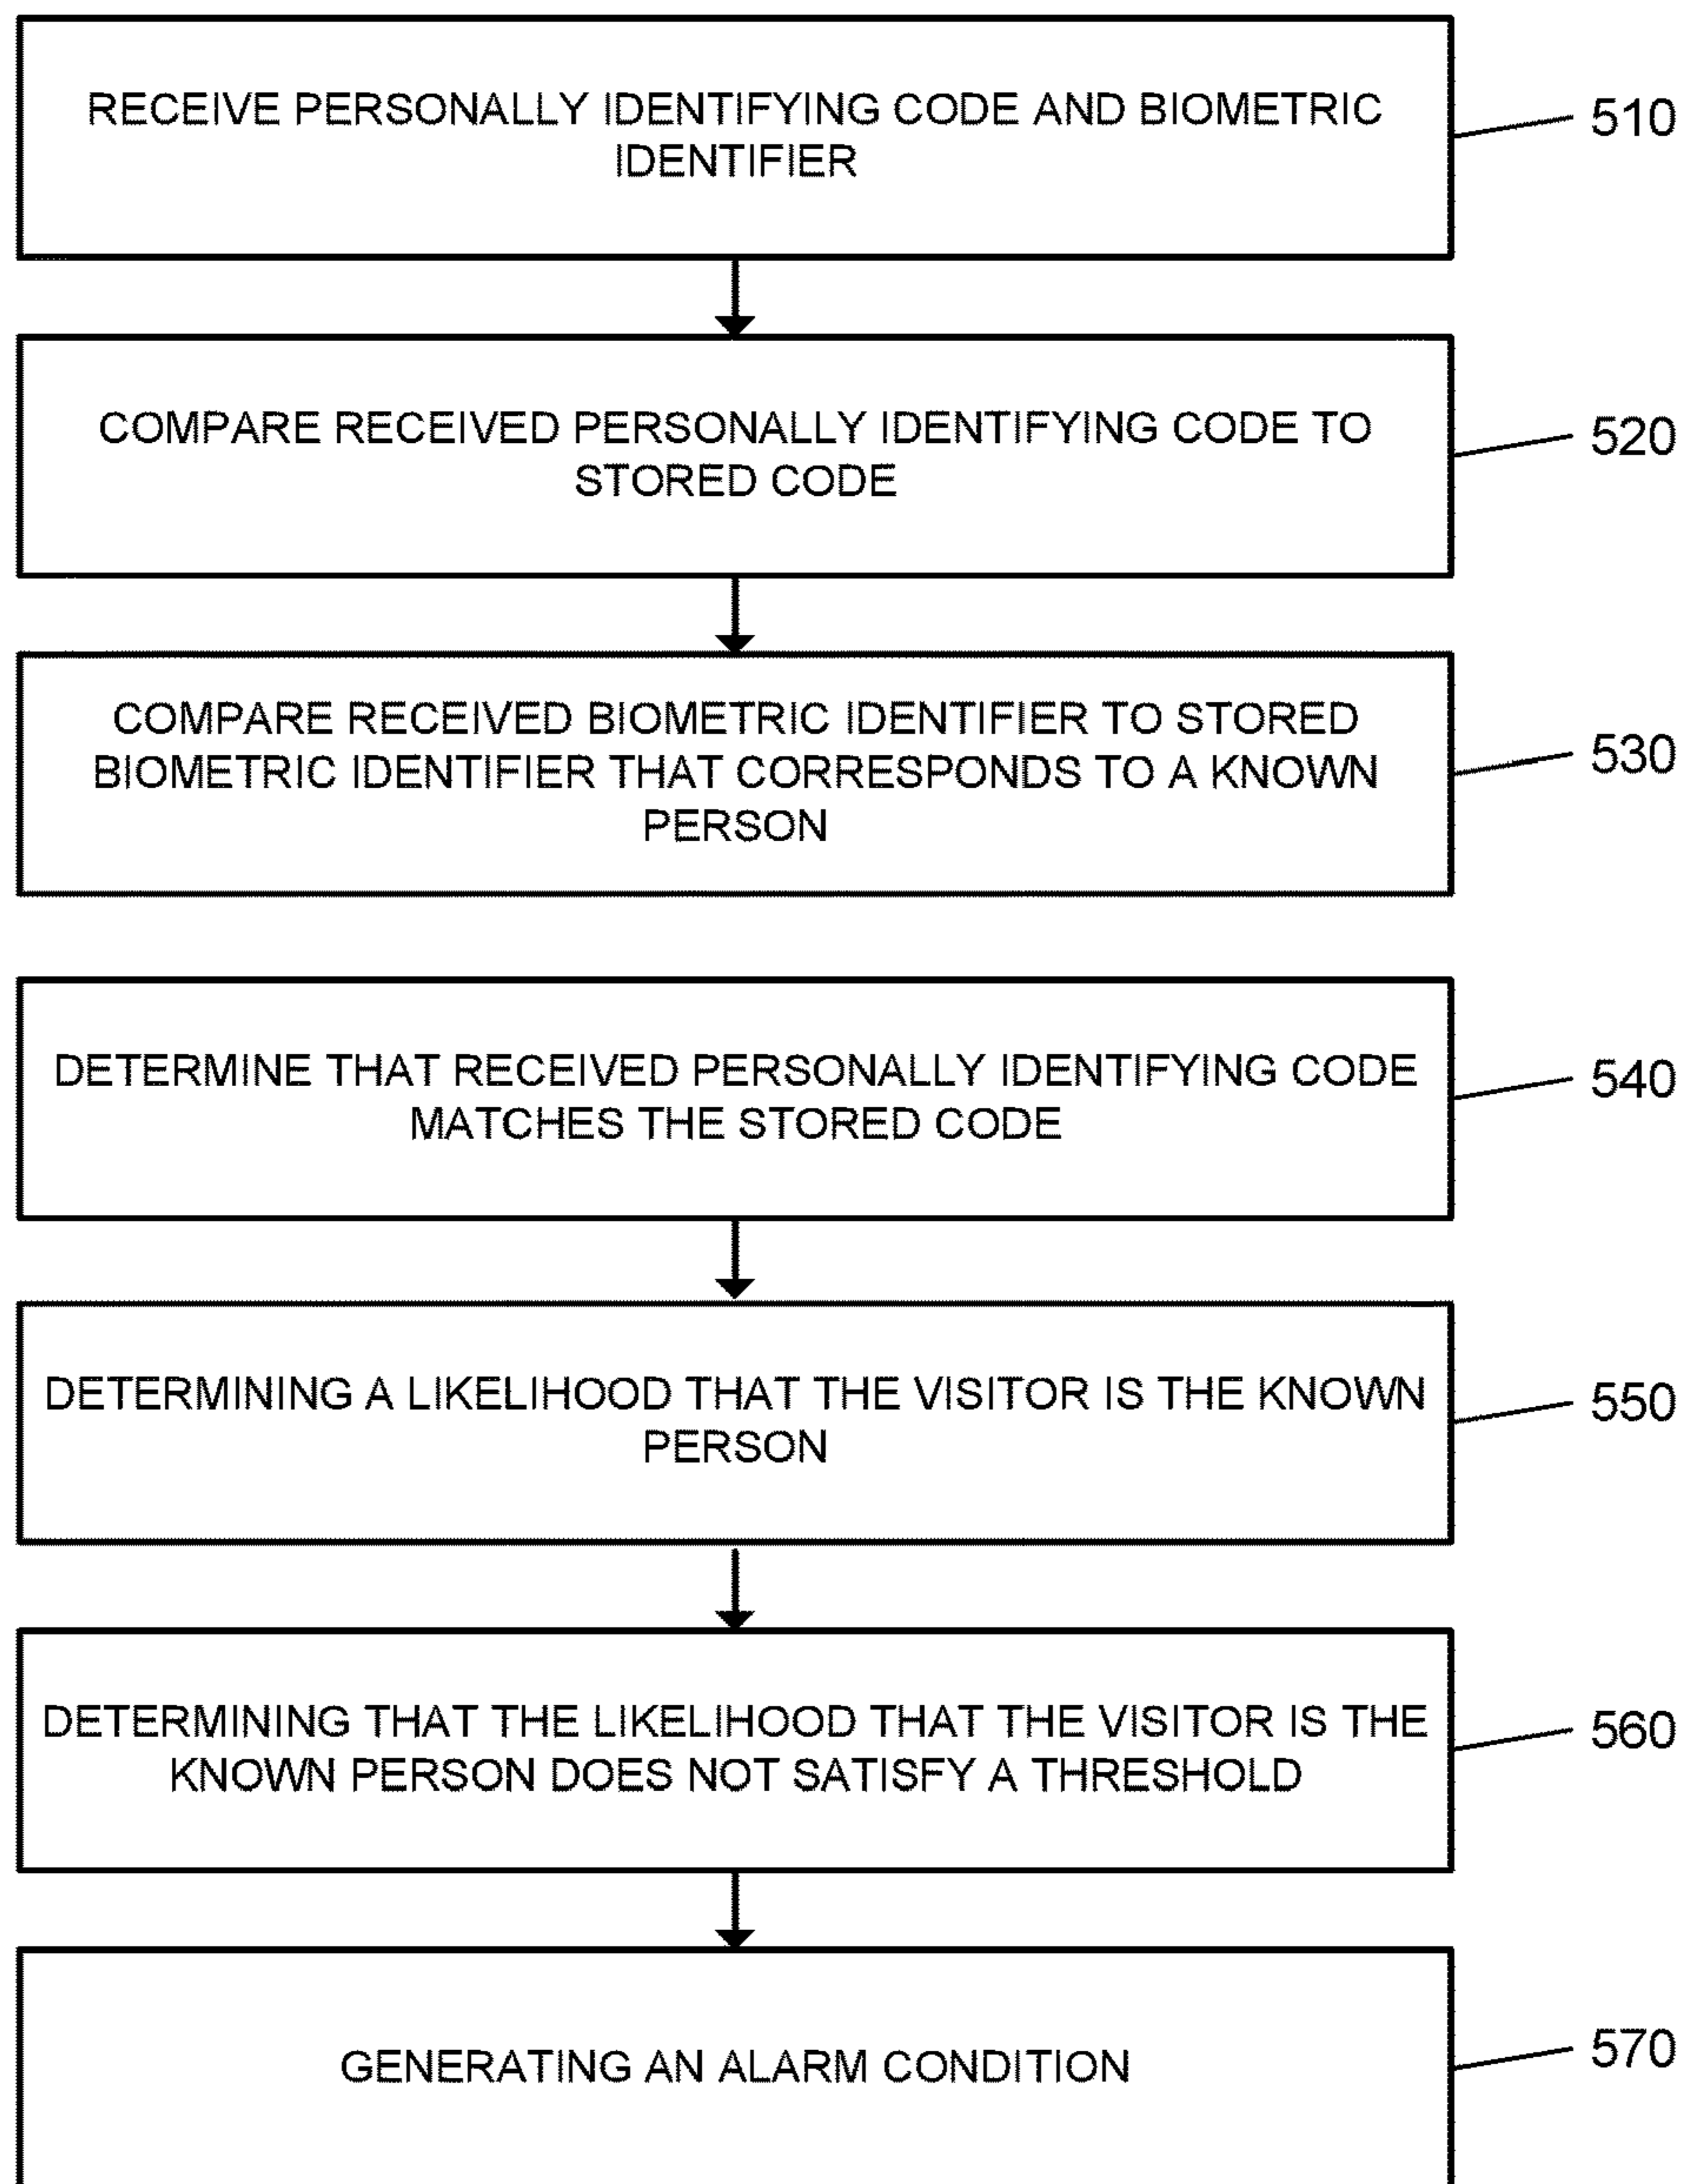 RECEIVE PERSONALLY IDENTIFYING CODE AND BIOMETRIC
IDENTIFIER
510
COMPARE RECEIVED PERSONALLY IDENTIFYING CODE TO
STORED CODE
520
COMPARE RECEIVED BIOMETRIC IDENTIFIER TO STORED
BIOMETRIC IDENTIFIER THAT CORRESPONDS TO A KNOWN
PERSON
530
DETERMINE THAT RECEIVED PERSONALLY IDENTIFYING CODE
MATCHES THE STORED CODE
540
DETERMINING A LIKELIHOOD THAT THE VISITOR IS THE KNOWN
PERSON
550
DETERMINING THAT THE LIKELIHOOD THAT THE VISITOR IS THE
KNOWN PERSON DOES NOT SATISFY A THRESHOLD
560
GENERATING AN ALARM CONDITION
570